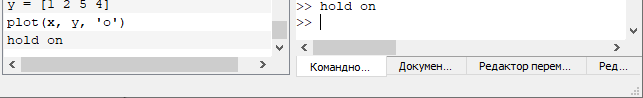 y = [1 2 5 4]
plot(x, y, 'o')
hold on
>> hold on
>>
Командно...
Докумен...
Редактор перем...
Ред...